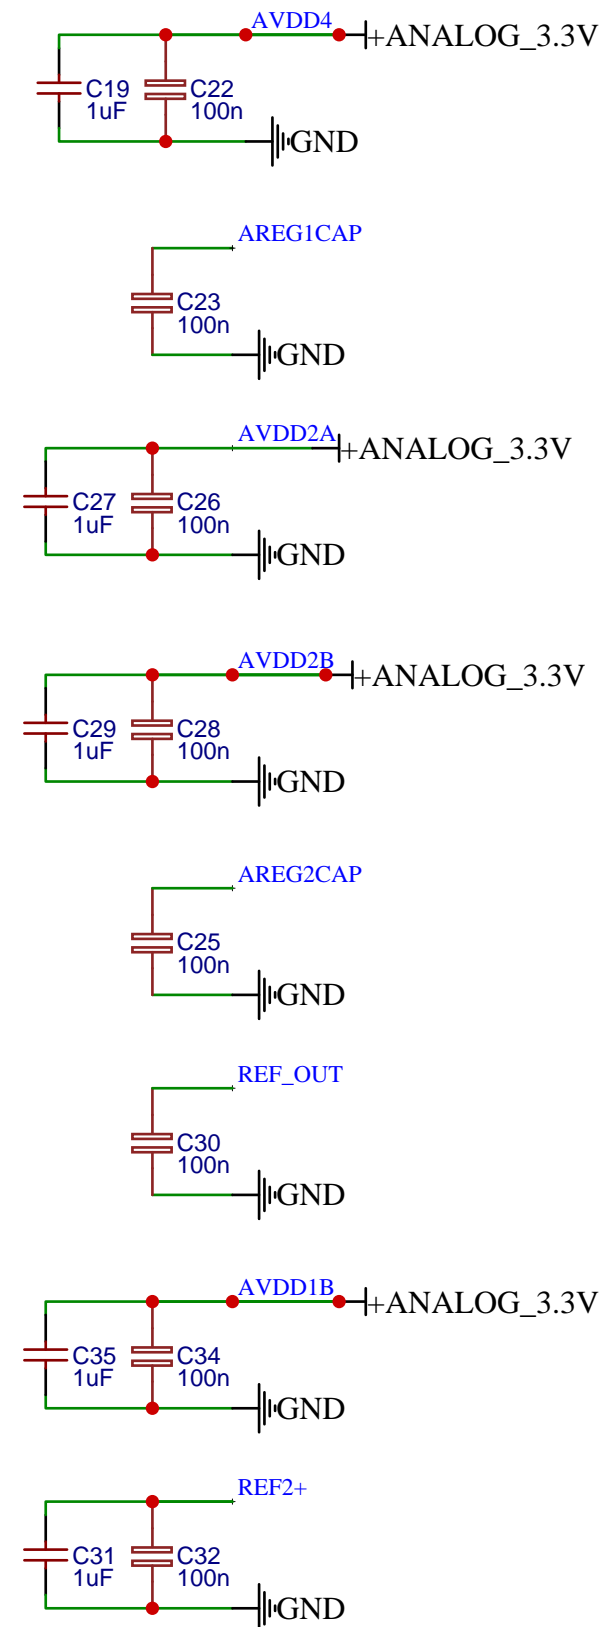 AVDD4
+ANALOG_3.3V
C19
1uF
C22
100n
GND
AREG1CAP
C23
100n
GND
AVDD2A
+ANALOG_3.3V
C27
1uF
C26
100n
GND
AVDD2B
+ANALOG_3.3V
C29
1uF
C28
100n
GND
AREG2CAP
C25
100n
GND
REF_OUT
C30
100n
GND
AVDD1B
+ANALOG_3.3V
C35
1uF
C34
100n
GND
REF2+
C31
1uF
C32
100n
GND